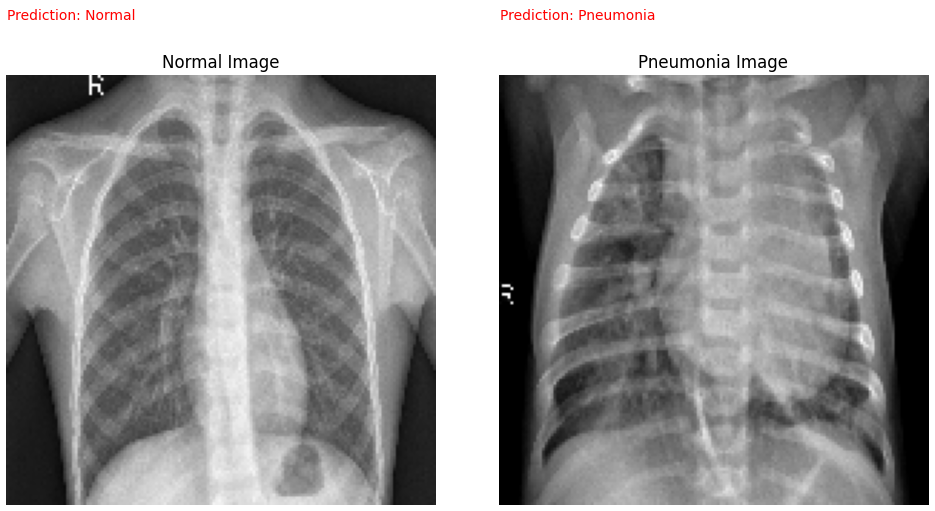 Prediction: Normal
Prediction: Pneumonia
Normal Image
Pneumonia Image
R